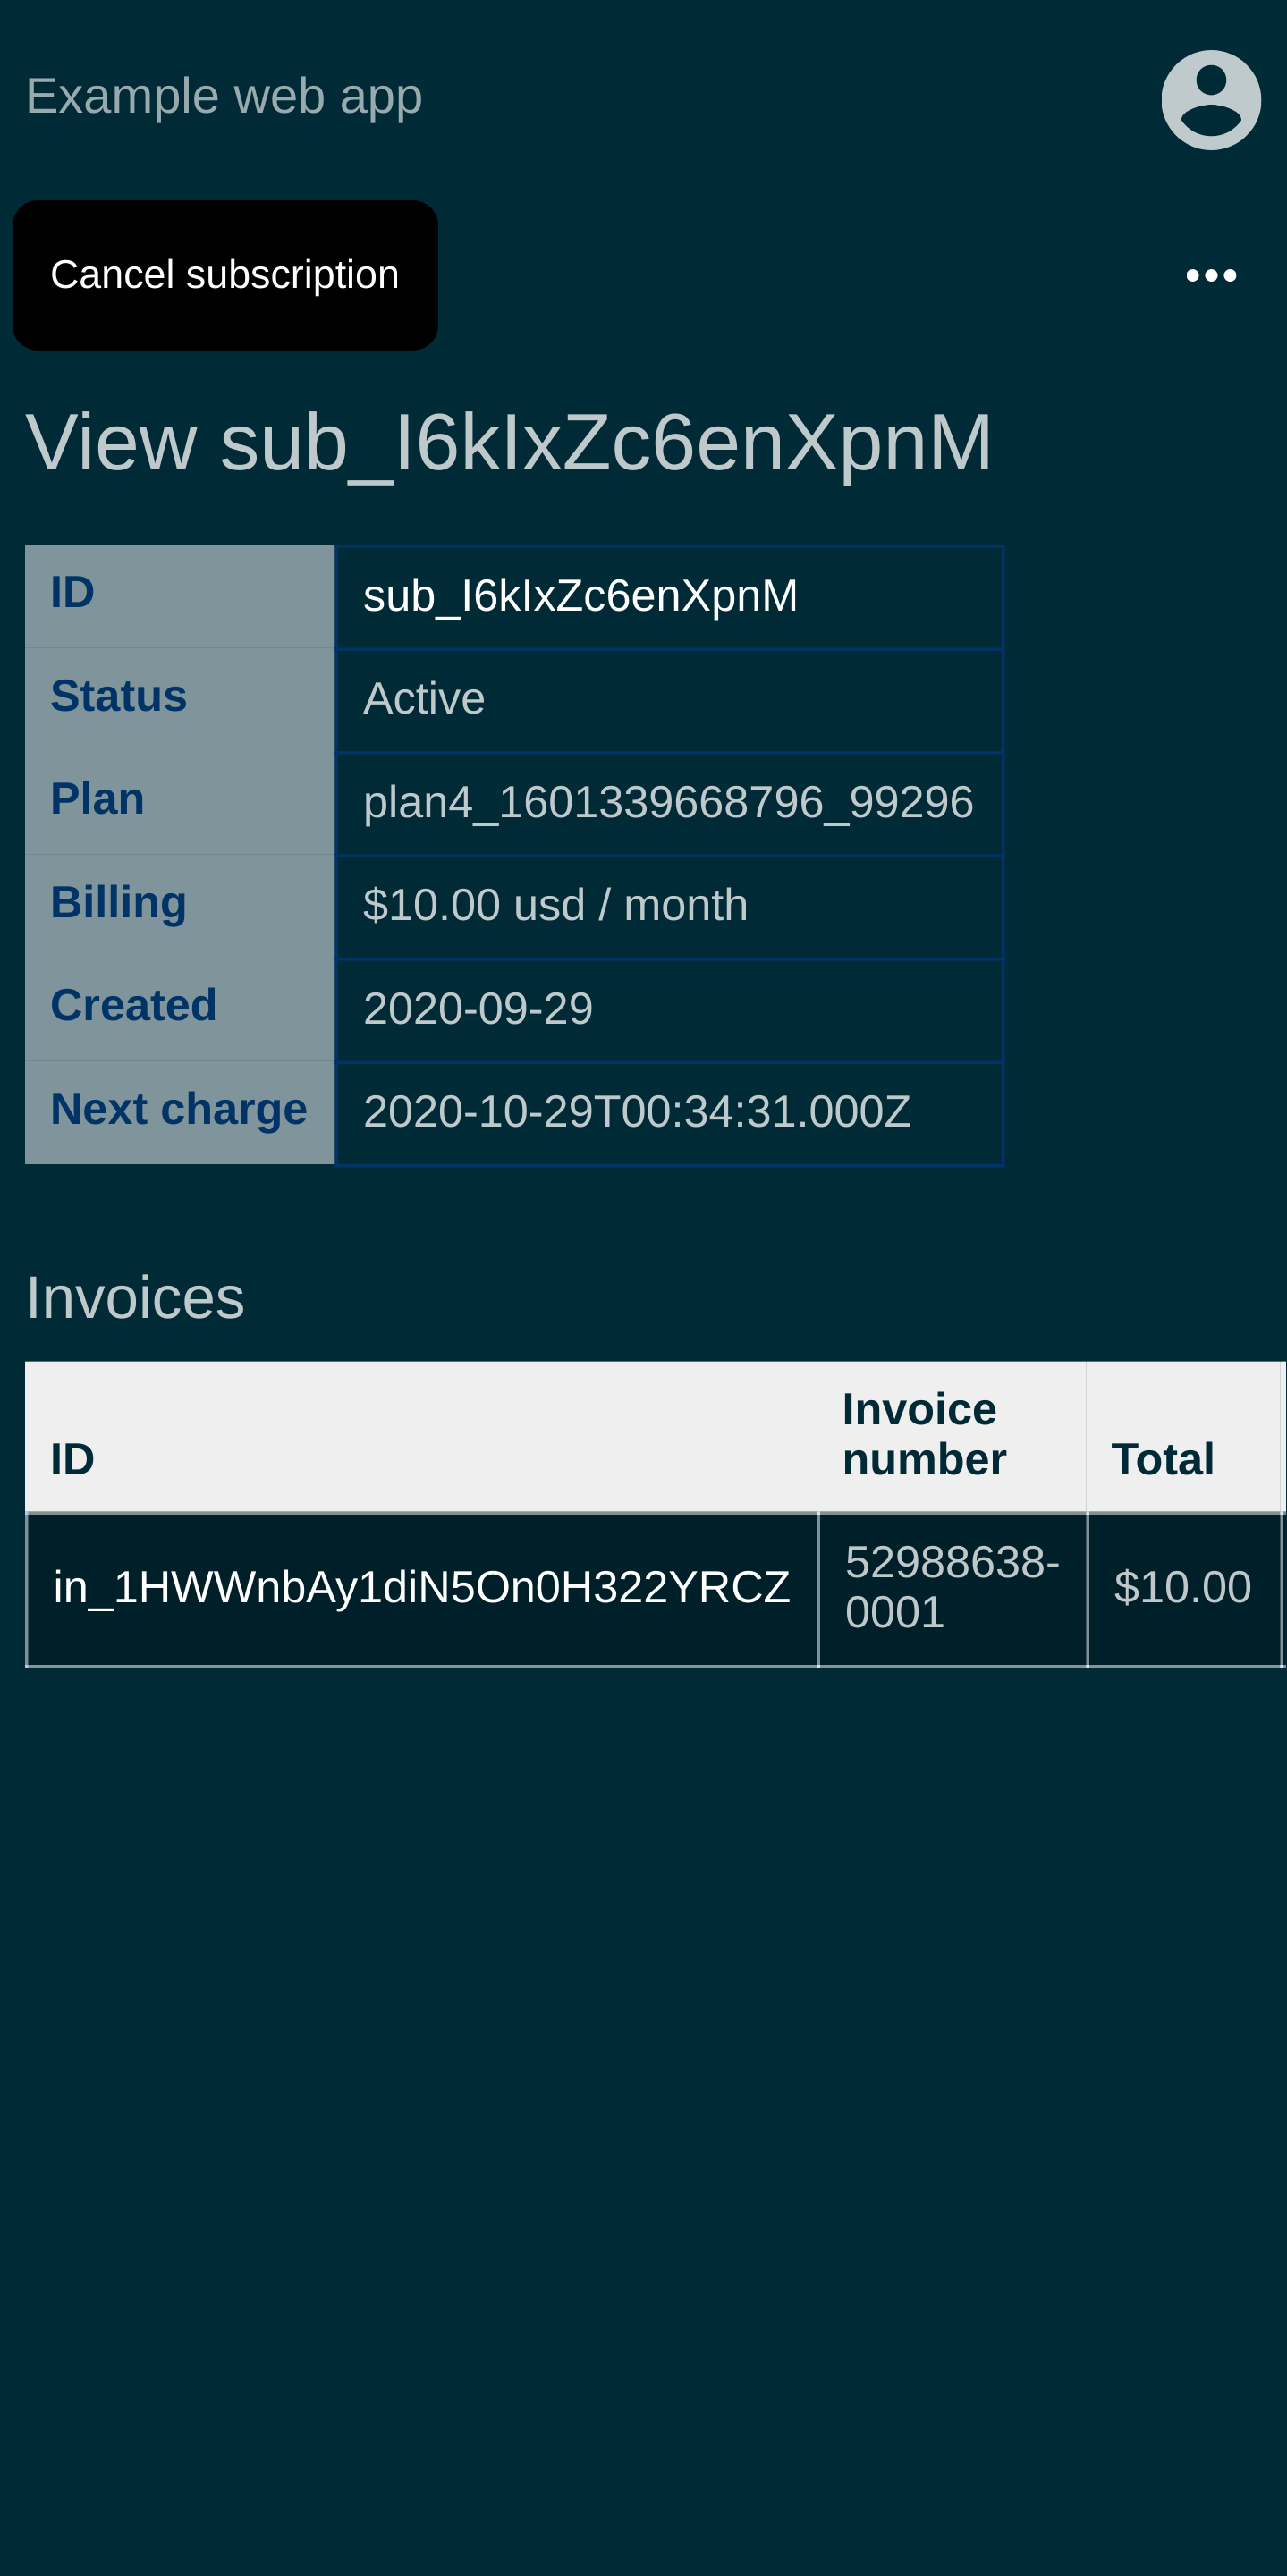 Example web app
Cancel subscription
View sub_I6kIxZc6enXpnM
ID sub_I6kIxZc6enXpnM
Status Active
Plan plan4_1601339668796_99296
Billing $10.00 usd / month
Created 2020-09-29
Next charge 2020-10-29T00:34:31.000Z
Invoices
ID Invoice number Total
in_1HWWnbAy1diN5On0H322YRCZ 52988638-0001 $10.00